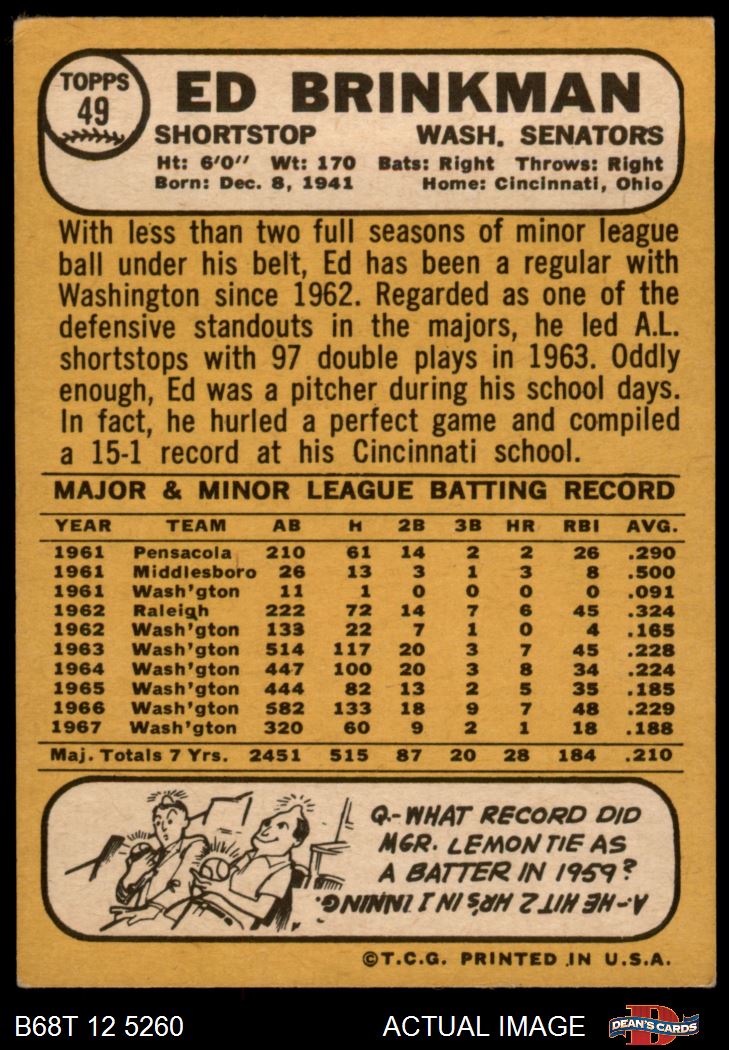 TOPPS
49
ED BRINKMAN
SHORTSTOP WASH. SENATORS
Ht: 6'0" Wt: 170 Bats: Right Throws: Right
Born: Dec. 8, 1941 Home: Cincinnati, Ohio
With less than two full seasons of minor league
ball under his belt, Ed has been a regular with
Washington since 1962. Regarded as one of the
defensive standouts in the majors, he led A.L.
shortstops with 97 double plays in 1963. Oddly
enough, Ed was a pitcher during his school days.
In fact, he hurled a perfect game and compiled
a 15-1 record at his Cincinnati school.
MAJOR & MINOR LEAGUE BATTING RECORD
YEAR TEAM AB H 2B 3B HR RBI AVG.
1961 Pensacola 210 61 14 2 2 26 .290
1961 Middlesboro 26 13 3 1 3 8 .500
1961 Wash'gton 11 1 0 0 0 0 .091
1962 Raleigh 222 72 14 7 6 45 .324
1962 Wash'gton 133 22 7 1 0 4 .165
1963 Wash'gton 514 117 20 3 7 45 .228
1964 Wash'gton 447 100 20 3 8 34 .224
1965 Wash'gton 444 82 13 2 5 35 .185
1966 Wash'gton 582 133 18 9 7 48 .229
1967 Wash'gton 320 60 9 2 1 18 .188
Maj. Totals 7 Yrs. 2451 515 87 20 28 184 .210
Q.-WHAT RECORD DID
MGR. LEMON TIE AS
A BATTER IN 1959?
A.-HE HIT 2 HR'S IN 1 INNING.
©T.C.G. PRINTED IN U.S.A.
B68T 12 5260 ACTUAL IMAGE D DEAN'S CARDS